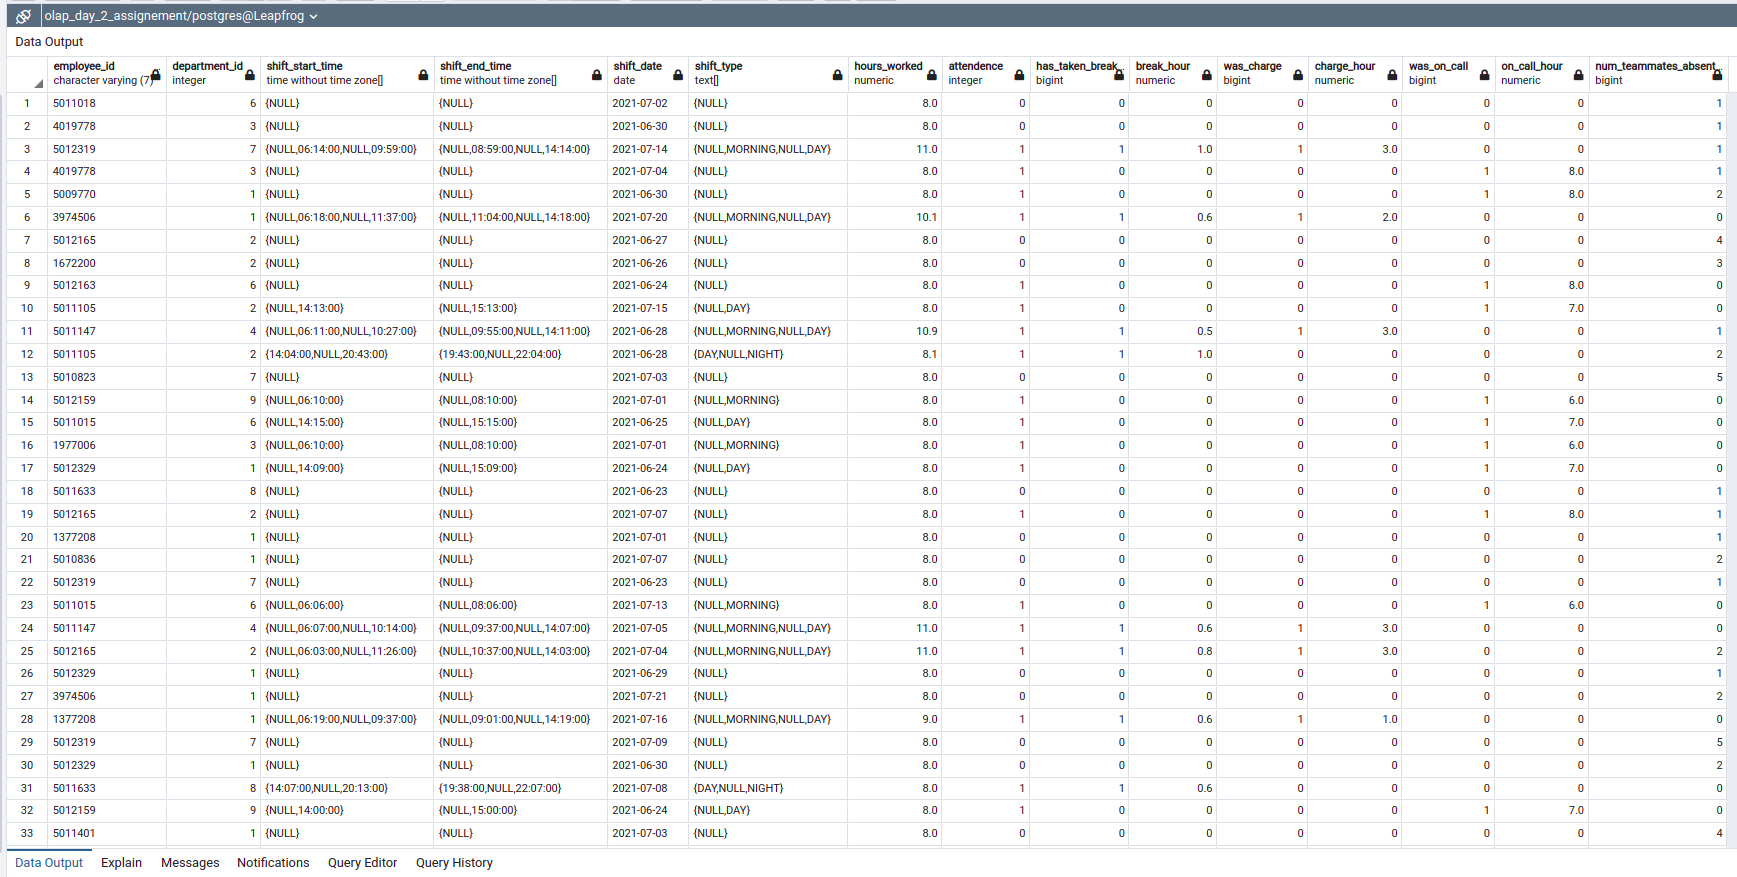 olap_day_2_assignement/postgres@Leapfrog
Data Output
employee_id department_id shift_start_time shift_end_time shift_date shift_type hours_worked attendence has_taken_break.. break_hour was_charge charge_hour was_on_call on_call_hour num_teammates_absent..
character varying (7) integer time without time zone[] time without time zone[] date text[] numeric integer bigint numeric bigint numeric bigint numeric bigint
1 5011018 6 {NULL} {NULL} 2021-07-02 {NULL} 8.0 0 0 0 0 0 0 0 1
2 4019778 3 {NULL} {NULL} 2021-06-30 {NULL} 8.0 0 0 0 0 0 0 0 1
3 5012319 7 {NULL,06:14:00,NULL,09:59:00} {NULL,08:59:00,NULL,14:14:00} 2021-07-14 {NULL,MORNING,NULL,DAY} 11.0 1 1 1.0 1 3.0 0 0 1
4 4019778 3 {NULL} {NULL} 2021-07-04 {NULL} 8.0 1 0 0 0 0 1 8.0 1
5 5009770 1 {NULL} {NULL} 2021-06-30 {NULL} 8.0 1 0 0 0 0 1 8.0 2
6 3974506 1 {NULL,06:18:00,NULL,11:37:00} {NULL,11:04:00,NULL,14:18:00} 2021-07-20 {NULL,MORNING,NULL,DAY} 10.1 1 1 0.6 1 2.0 0 0 0
7 5012165 2 {NULL} {NULL} 2021-06-27 {NULL} 8.0 0 0 0 0 0 0 0 4
8 1672200 2 {NULL} {NULL} 2021-06-26 {NULL} 8.0 0 0 0 0 0 0 0 3
9 5012163 6 {NULL} {NULL} 2021-06-24 {NULL} 8.0 1 0 0 0 0 1 8.0 0
10 5011105 2 {NULL,14:13:00} {NULL,15:13:00} 2021-07-15 {NULL,DAY} 8.0 1 0 0 0 0 1 7.0 0
11 5011147 4 {NULL,06:11:00,NULL,10:27:00} {NULL,09:55:00,NULL,14:11:00} 2021-06-28 {NULL,MORNING,NULL,DAY} 10.9 1 1 0.5 1 3.0 0 0 1
12 5011105 2 {14:04:00,NULL,20:43:00} {19:43:00,NULL,22:04:00} 2021-06-28 {DAY,NULL,NIGHT} 8.1 1 1 1.0 0 0 0 0 2
13 5010823 7 {NULL} {NULL} 2021-07-03 {NULL} 8.0 0 0 0 0 0 0 0 5
14 5012159 9 {NULL,06:10:00} {NULL,08:10:00} 2021-07-01 {NULL,MORNING} 8.0 1 0 0 0 0 1 6.0 0
15 5011015 6 {NULL,14:15:00} {NULL,15:15:00} 2021-06-25 {NULL,DAY} 8.0 1 0 0 0 0 1 7.0 0
16 1977006 3 {NULL,06:10:00} {NULL,08:10:00} 2021-07-01 {NULL,MORNING} 8.0 1 0 0 0 0 1 6.0 0
17 5012329 1 {NULL,14:09:00} {NULL,15:09:00} 2021-06-24 {NULL,DAY} 8.0 1 0 0 0 0 1 7.0 0
18 5011633 8 {NULL} {NULL} 2021-06-23 {NULL} 8.0 0 0 0 0 0 0 0 1
19 5012165 2 {NULL} {NULL} 2021-07-07 {NULL} 8.0 1 0 0 0 0 1 8.0 1
20 1377208 1 {NULL} {NULL} 2021-07-01 {NULL} 8.0 0 0 0 0 0 0 0 1
21 5010836 1 {NULL} {NULL} 2021-07-07 {NULL} 8.0 0 0 0 0 0 0 0 2
22 5012319 7 {NULL} {NULL} 2021-06-23 {NULL} 8.0 0 0 0 0 0 0 0 1
23 5011015 6 {NULL,06:06:00} {NULL,08:06:00} 2021-07-13 {NULL,MORNING} 8.0 1 0 0 0 0 1 6.0 0
24 5011147 4 {NULL,06:07:00,NULL,10:14:00} {NULL,09:37:00,NULL,14:07:00} 2021-07-05 {NULL,MORNING,NULL,DAY} 11.0 1 1 0.6 1 3.0 0 0 0
25 5012165 2 {NULL,06:03:00,NULL,11:26:00} {NULL,10:37:00,NULL,14:03:00} 2021-07-04 {NULL,MORNING,NULL,DAY} 11.0 1 1 0.8 1 3.0 0 0 2
26 5012329 1 {NULL} {NULL} 2021-06-29 {NULL} 8.0 0 0 0 0 0 0 0 1
27 3974506 1 {NULL} {NULL} 2021-07-21 {NULL} 8.0 0 0 0 0 0 0 0 2
28 1377208 1 {NULL,06:19:00,NULL,09:37:00} {NULL,09:01:00,NULL,14:19:00} 2021-07-16 {NULL,MORNING,NULL,DAY} 9.0 1 1 0.6 1 1.0 0 0 0
29 5012319 7 {NULL} {NULL} 2021-07-09 {NULL} 8.0 0 0 0 0 0 0 0 5
30 5012329 1 {NULL} {NULL} 2021-06-30 {NULL} 8.0 0 0 0 0 0 0 0 2
31 5011633 8 {14:07:00,NULL,20:13:00} {19:38:00,NULL,22:07:00} 2021-07-08 {DAY,NULL,NIGHT} 8.0 1 1 0.6 0 0 0 0 0
32 5012159 9 {NULL,14:00:00} {NULL,15:00:00} 2021-06-24 {NULL,DAY} 8.0 1 0 0 0 0 1 7.0 0
33 5011401 1 {NULL} {NULL} 2021-07-03 {NULL} 8.0 0 0 0 0 0 0 0 4
Data Output Explain Messages Notifications Query Editor Query History